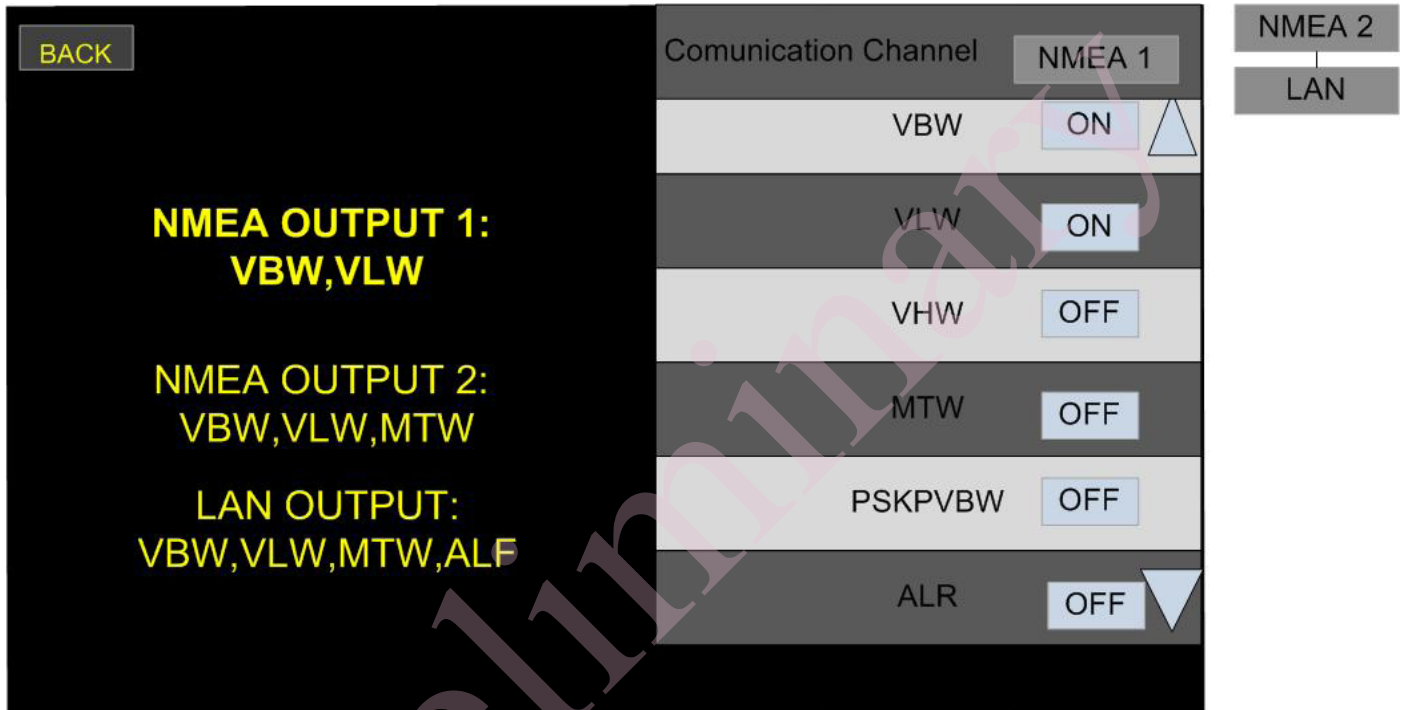 BACK
NMEA OUTPUT 1:
VBW,VLW
NMEA OUTPUT 2:
VBW,VLW,MTW
LAN OUTPUT:
VBW,VLW,MTW,ALF
Comunication Channel NMEA 1
VBW ON
VLW ON
VHW OFF
MTW OFF
PSKPVBW OFF
ALR OFF
NMEA 2
LAN